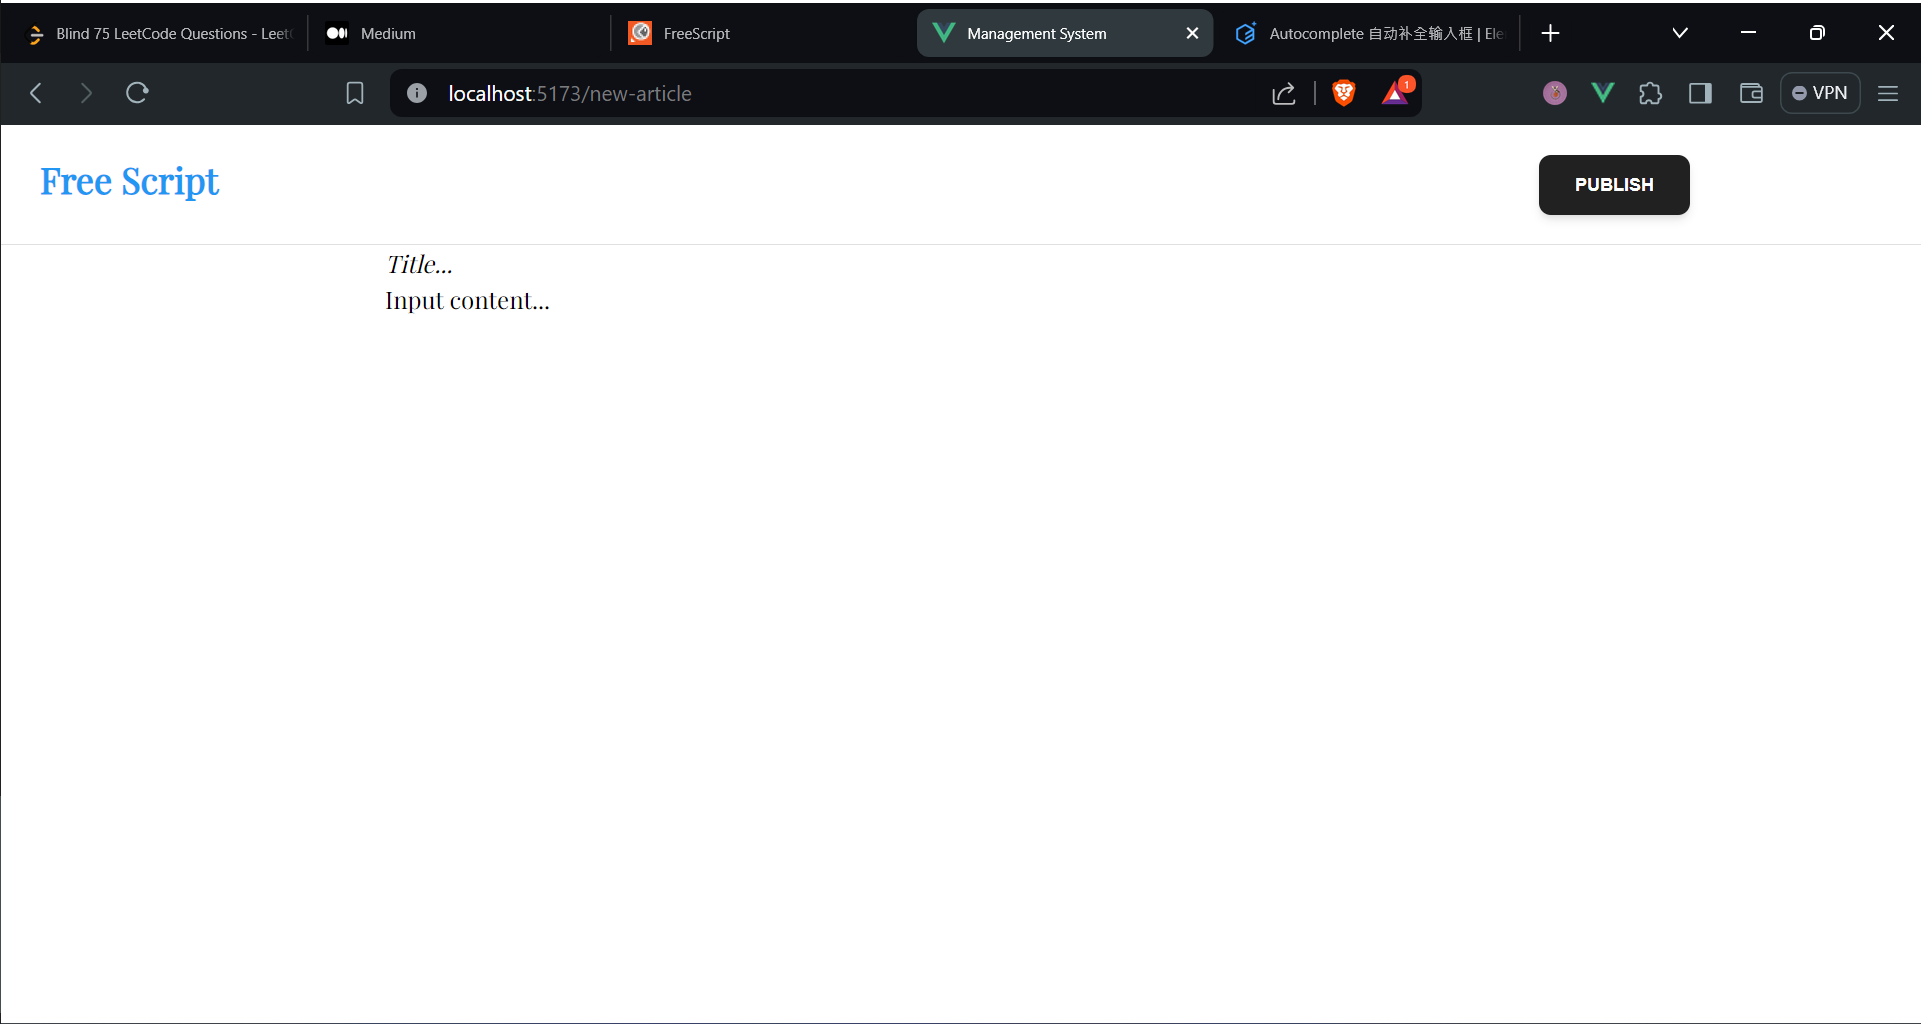 Blind 75 LeetCode Questions - Leet
Medium
FreeScript
Management System
Autocomplete 自动补全输入框 | Ele
localhost:5173/new-article
1
VPN
Free Script
PUBLISH
Title...
Input content...